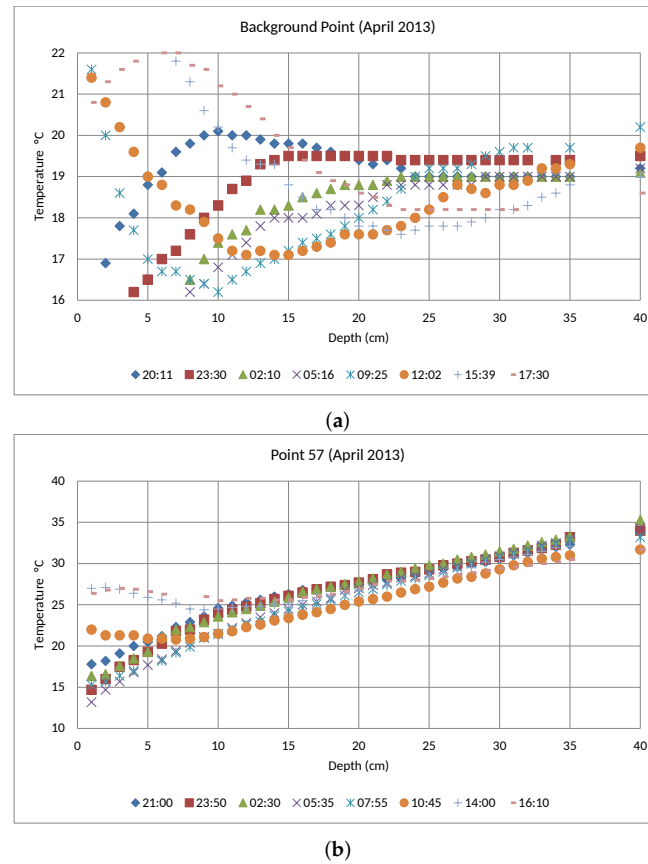 Background Point (April 2013)
22
21
20
19
18
17
16
Temperature °C
0 5 10 15 20 25 30 35 40
Depth (cm)
20:11 23:30 02:10 05:16 09:25 12:02 15:39 17:30
(a)
Point 57 (April 2013)
40
35
30
25
20
15
10
Temperature °C
0 5 10 15 20 25 30 35 40
Depth (cm)
21:00 23:50 02:30 05:35 07:55 10:45 14:00 16:10
(b)